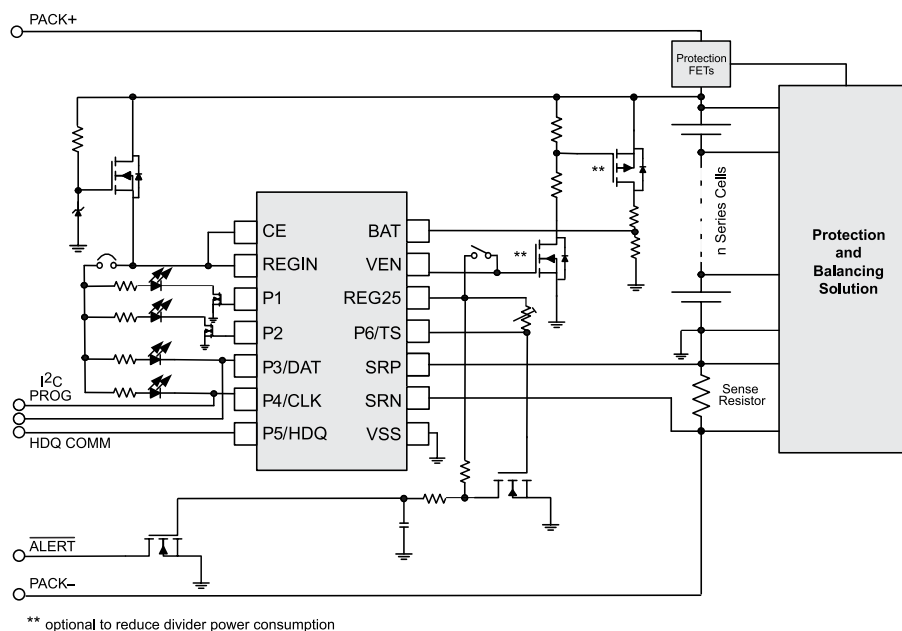 PACK+
Protection
FETs
**
**
n Series Cells
Protection
and
Balancing
Solution
CE
BAT
REGIN
VEN
P1
REG25
P2
P6/TS
P3/DAT
SRP
P4/CLK
SRN
P5/HDQ
VSS
I²C
PROG
HDQ COMM
Sense
Resistor
ALERT
PACK–
** optional to reduce divider power consumption